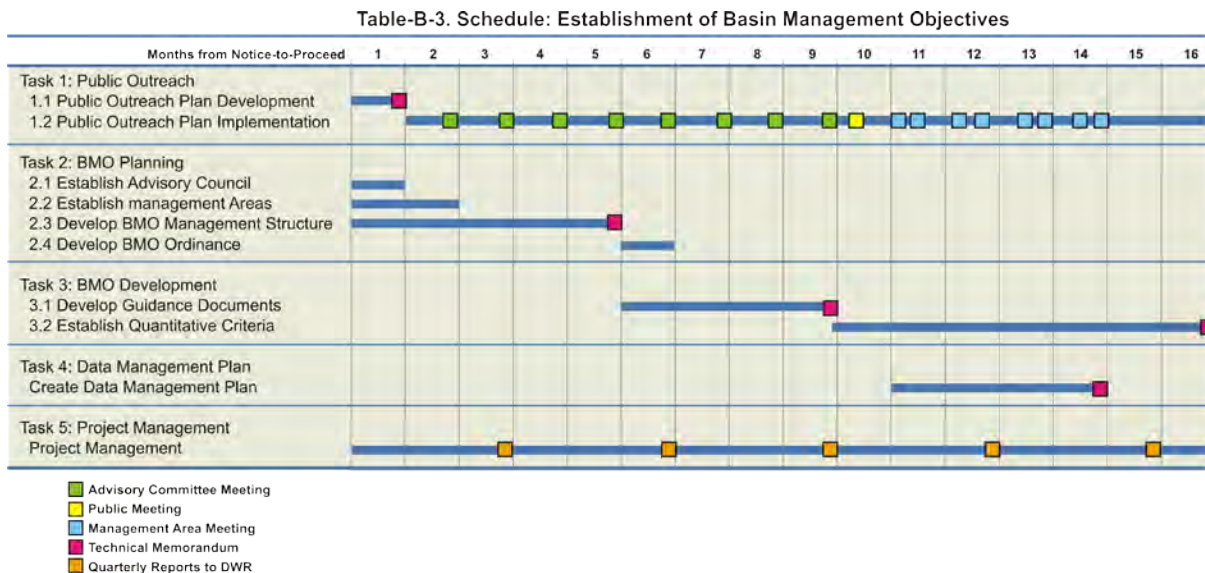 Table-B-3. Schedule: Establishment of Basin Management Objectives
Months from Notice-to-Proceed 1 2 3 4 5 6 7 8 9 10 11 12 13 14 15 16
Task 1: Public Outreach
1.1 Public Outreach Plan Development
1.2 Public Outreach Plan Implementation
Task 2: BMO Planning
2.1 Establish Advisory Council
2.2 Establish management Areas
2.3 Develop BMO Management Structure
2.4 Develop BMO Ordinance
Task 3: BMO Development
3.1 Develop Guidance Documents
3.2 Establish Quantitative Criteria
Task 4: Data Management Plan
Create Data Management Plan
Task 5: Project Management
Project Management
Advisory Committee Meeting
Public Meeting
Management Area Meeting
Technical Memorandum
Quarterly Reports to DWR